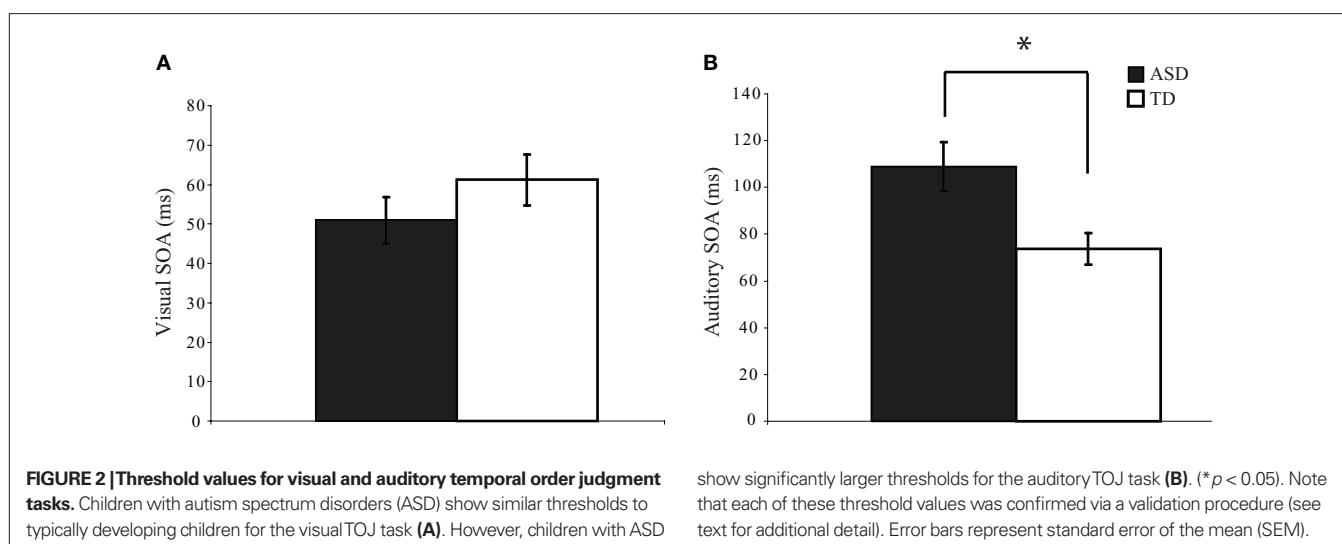 A
80
70
60
50
40
30
20
10
0
Visual SOA (ms)
B
*
ASD
TD
140
120
100
80
60
40
20
0
Auditory SOA (ms)
FIGURE 2 | Threshold values for visual and auditory temporal order judgment
tasks. Children with autism spectrum disorders (ASD) show similar thresholds to
typically developing children for the visual TOJ task (A). However, children with ASD
show significantly larger thresholds for the auditory TOJ task (B). (*p < 0.05). Note
that each of these threshold values was confirmed via a validation procedure (see
text for additional detail). Error bars represent standard error of the mean (SEM).